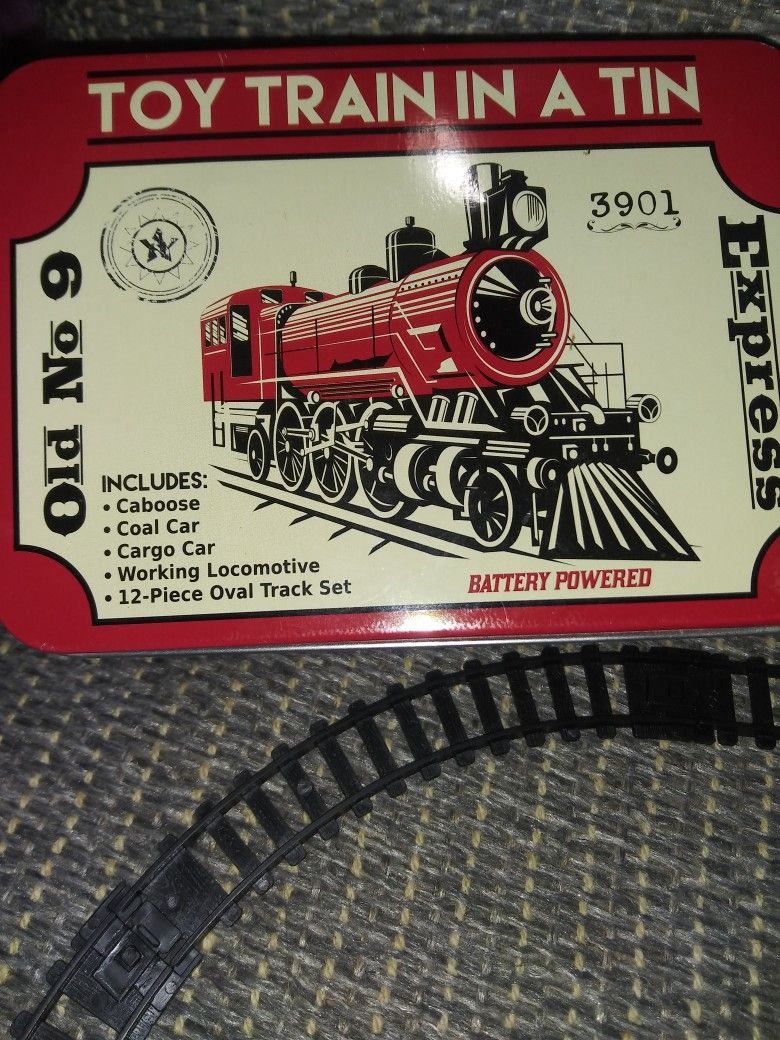 TOY TRAIN IN A TIN
3901
Old No 9
Express
INCLUDES:
• Caboose
• Coal Car
• Cargo Car
• Working Locomotive
• 12-Piece Oval Track Set
BATTERY POWERED